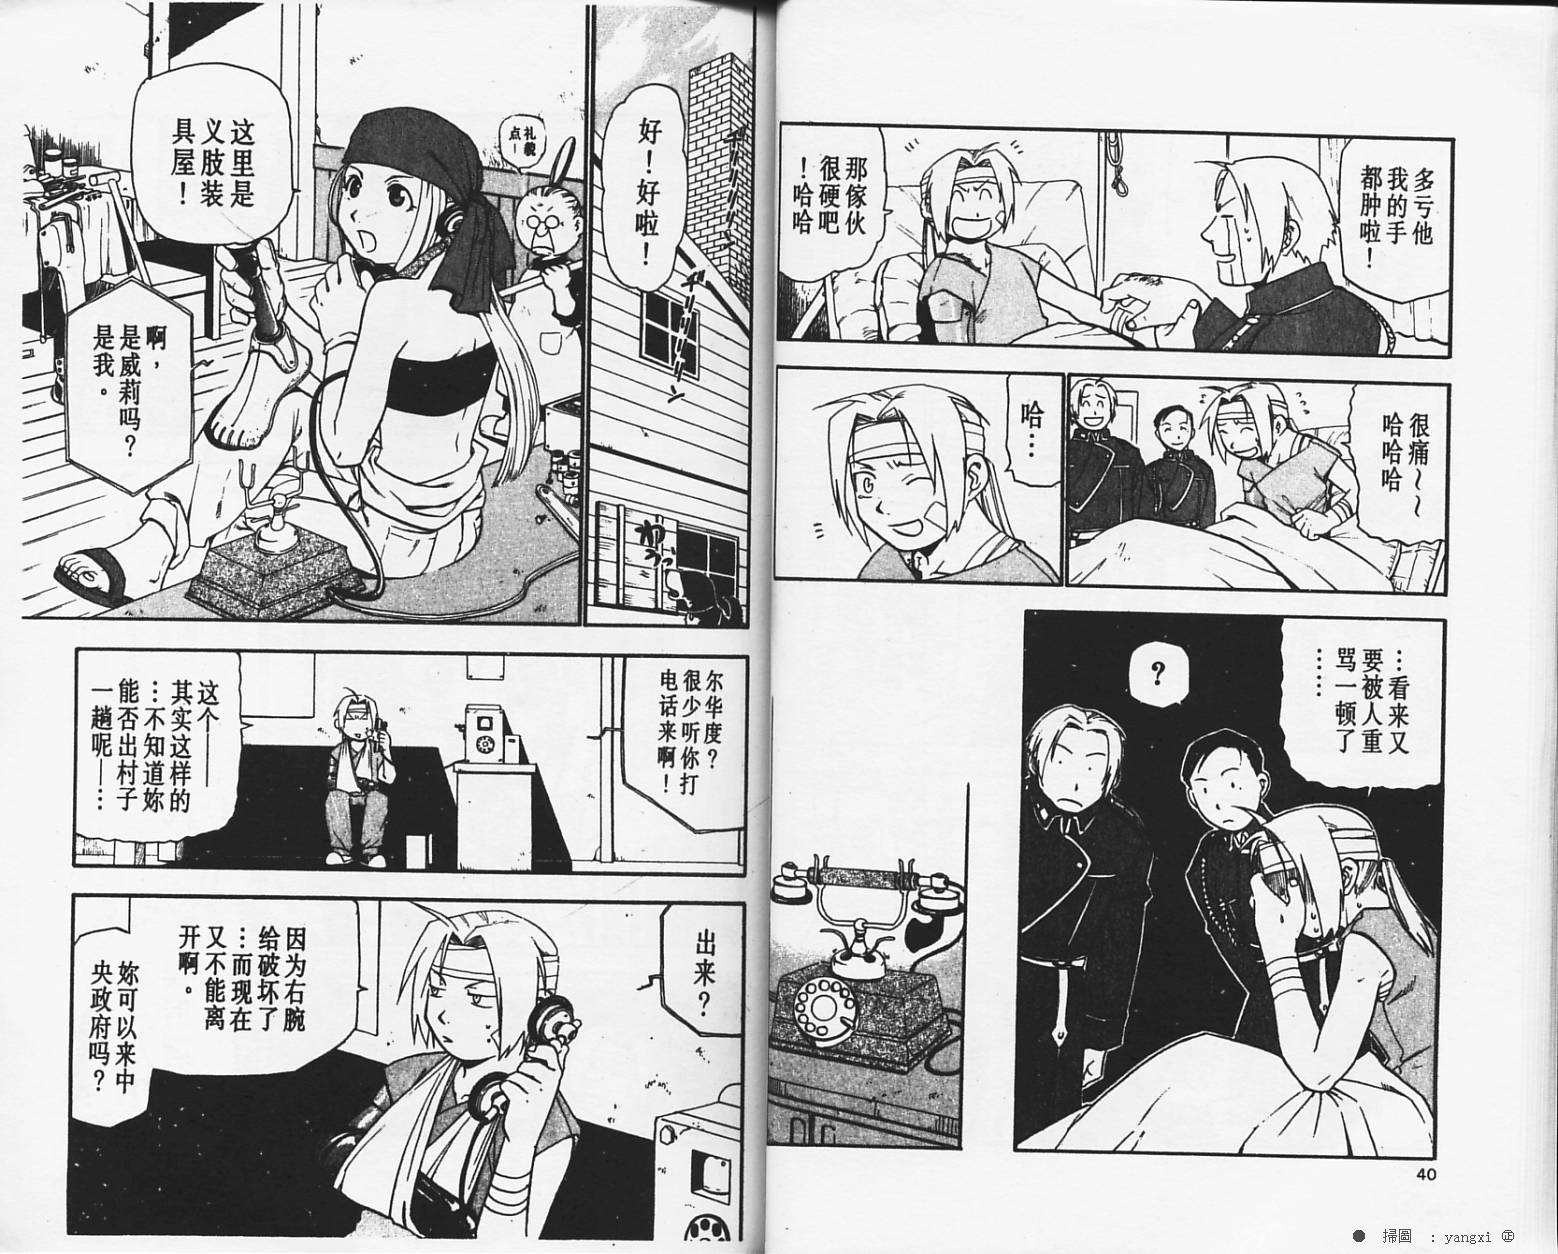 多亏他
我的手
都肿啦！
那傢伙
很硬吧
！哈哈
很痛～～
哈哈哈
哈…
…看来又
要被人重
骂一顿了
……
？
40
好！好啦！
这里是
义肢装
具屋！
礼貌
点！
啊，
是威莉吗？
是我。
尔华度？
很少听你打
电话来啊！
这个——
其实这样的
…不知道妳
能否出村子
一趟呢——
出来？
因为右腕
给破坏了
…而现在
又不能离
开啊。
妳可以来中
央政府吗？
● 掃圖 : yangxi ㊣